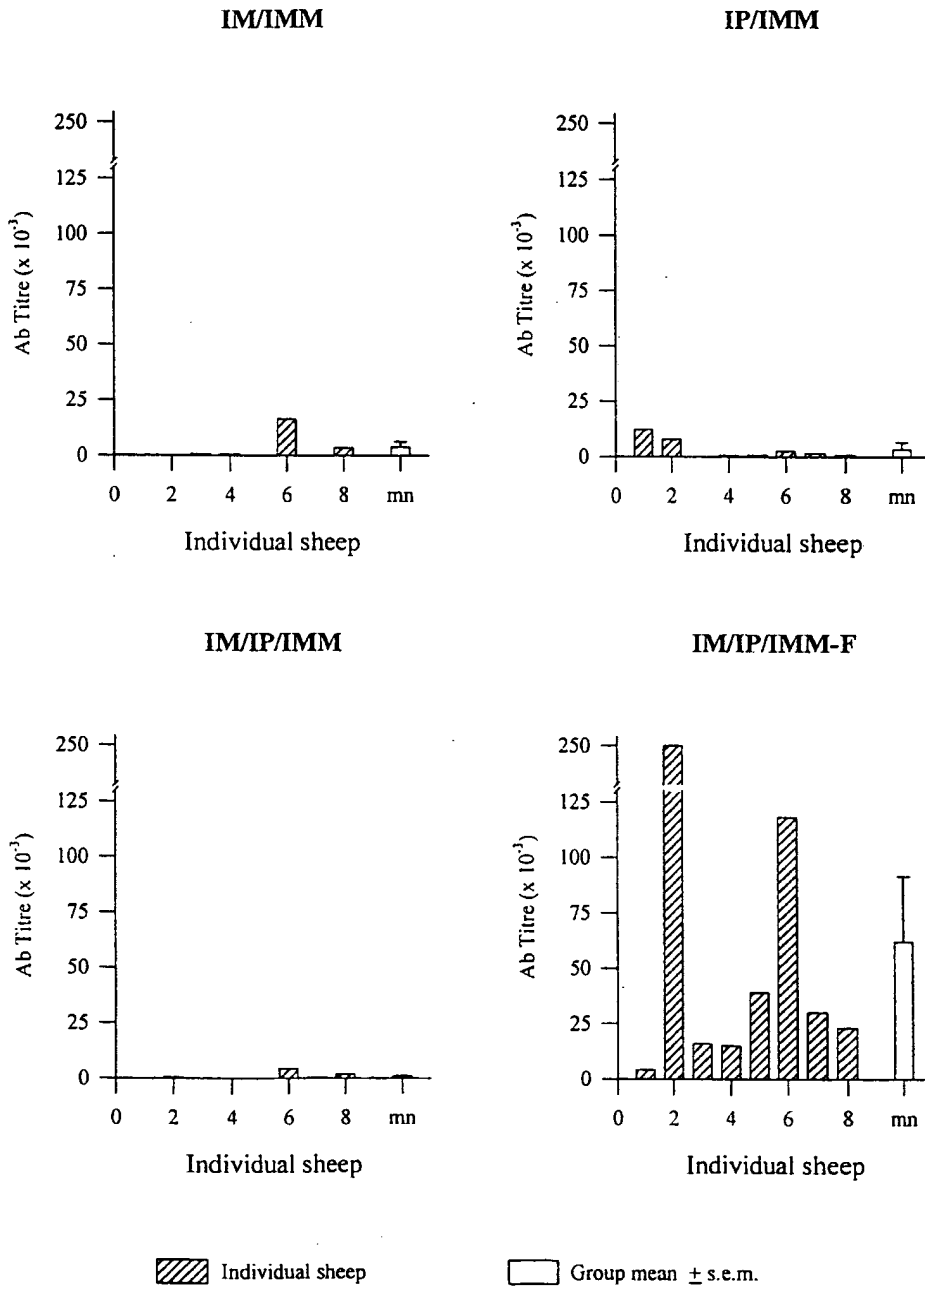 IM/IMM
IP/IMM
250
125
100
75
50
25
0
Ab Titre (x 10⁻³)
0 2 4 6 8 mn
Individual sheep
250
125
100
75
50
25
0
Ab Titre (x 10⁻³)
0 2 4 6 8 mn
Individual sheep
IM/IP/IMM
IM/IP/IMM-F
250
125
100
75
50
25
0
Ab Titre (x 10⁻³)
0 2 4 6 8 mn
Individual sheep
250
125
100
75
50
25
0
Ab Titre (x 10⁻³)
0 2 4 6 8 mn
Individual sheep
Individual sheep
Group mean ± s.e.m.